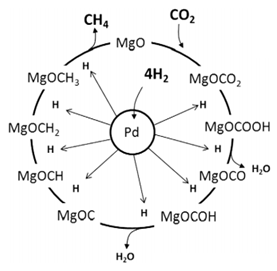 CH₄
CO₂
MgO
MgOCH₃
H
4H₂
MgOCO₂
H
H
MgOCH₂
Pd
MgOCOOH
H
H
H₂O
MgOCH
MgOCO
H
H
MgOC
H
MgOCOH
H₂O